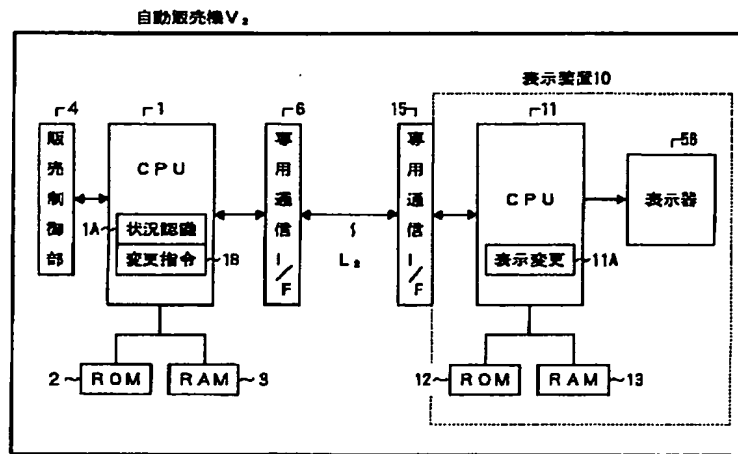 自動販売機V₂
表示装置10
4
1
6
15
11
56
販売制御部
CPU
専用通信I/F
専用通信I/F
CPU
表示器
1A
状況認識
変更指令
1B
L₂
表示変更
11A
2
ROM
RAM
3
12
ROM
RAM
13